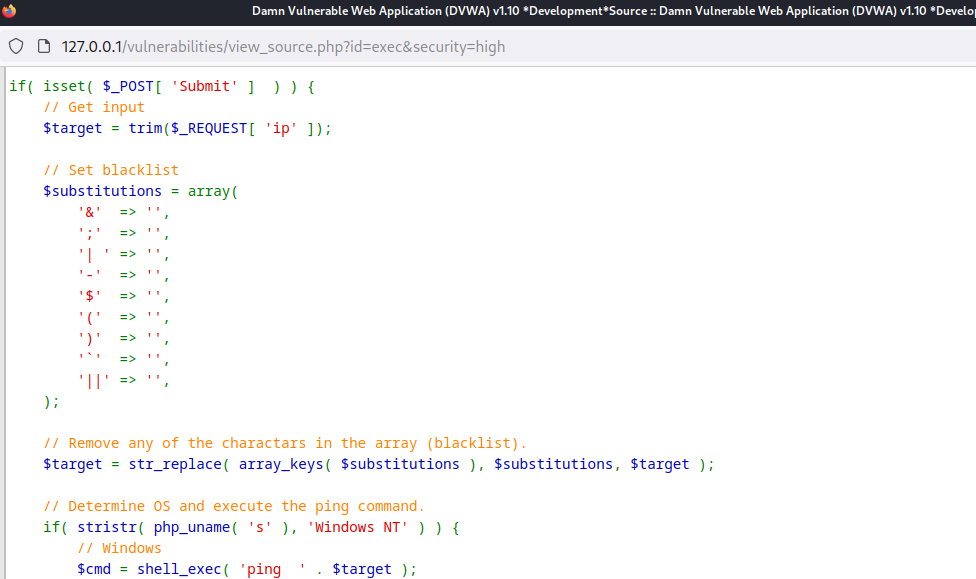 Damn Vulnerable Web Application (DVWA) v1.10 *Development*Source :: Damn Vulnerable Web Application (DVWA) v1.10 *Develop
127.0.0.1/vulnerabilities/view_source.php?id=exec&security=high
if( isset( $_POST[ 'Submit' ]  ) ) {
    // Get input
    $target = trim($_REQUEST[ 'ip' ]);

    // Set blacklist
    $substitutions = array(
        '&'  => '',
        ';'  => '',
        '| ' => '',
        '-'  => '',
        '$'  => '',
        '('  => '',
        ')'  => '',
        '`'  => '',
        '||' => '',
    );

    // Remove any of the charactars in the array (blacklist).
    $target = str_replace( array_keys( $substitutions ), $substitutions, $target );

    // Determine OS and execute the ping command.
    if( stristr( php_uname( 's' ), 'Windows NT' ) ) {
        // Windows
        $cmd = shell_exec( 'ping  ' . $target );